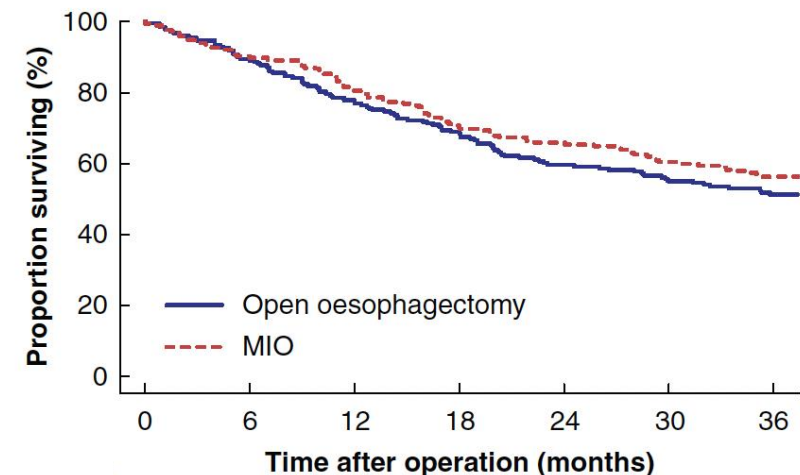 Proportion surviving (%)
100
80
60
40
20
0
Open oesophagectomy
MIO
0 6 12 18 24 30 36
Time after operation (months)